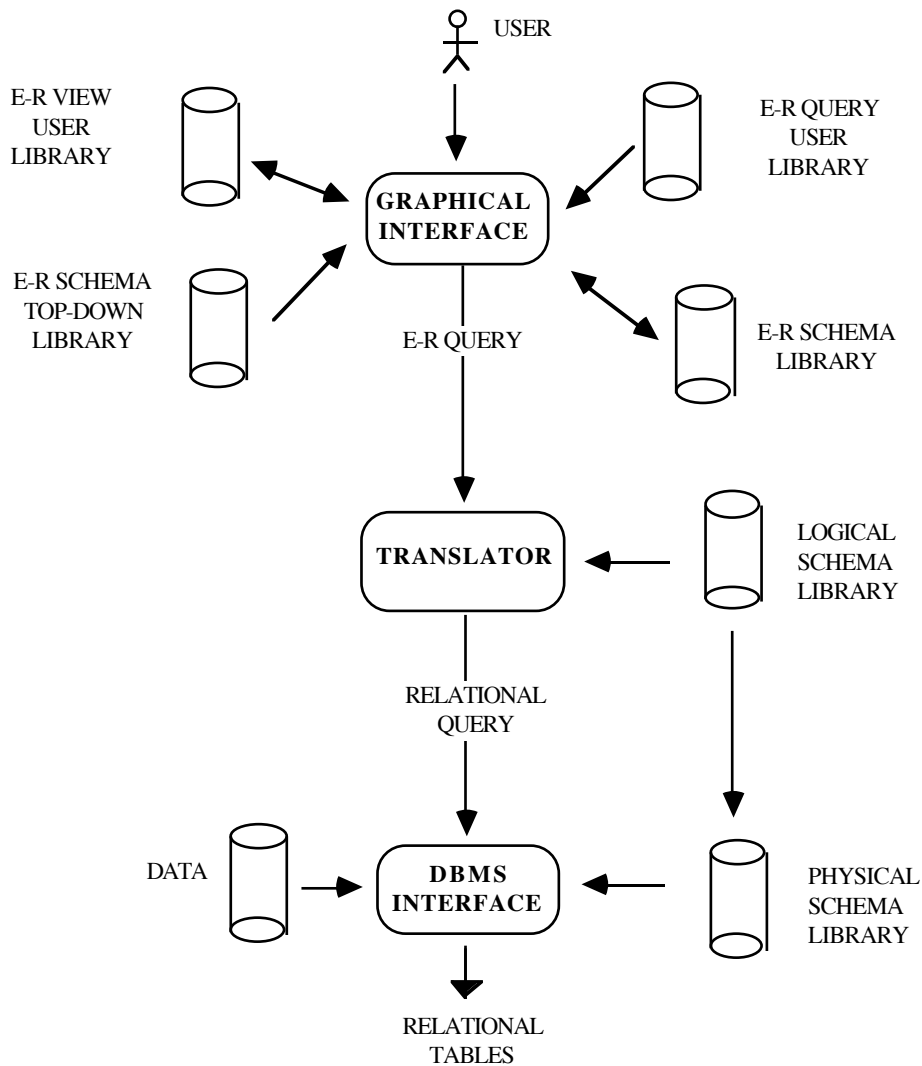 USER
E-R VIEW
USER
LIBRARY
E-R QUERY
USER
LIBRARY
GRAPHICAL
INTERFACE
E-R SCHEMA
TOP-DOWN
LIBRARY
E-R QUERY
E-R SCHEMA
LIBRARY
TRANSLATOR
LOGICAL
SCHEMA
LIBRARY
RELATIONAL
QUERY
DATA
DBMS
INTERFACE
PHYSICAL
SCHEMA
LIBRARY
RELATIONAL
TABLES